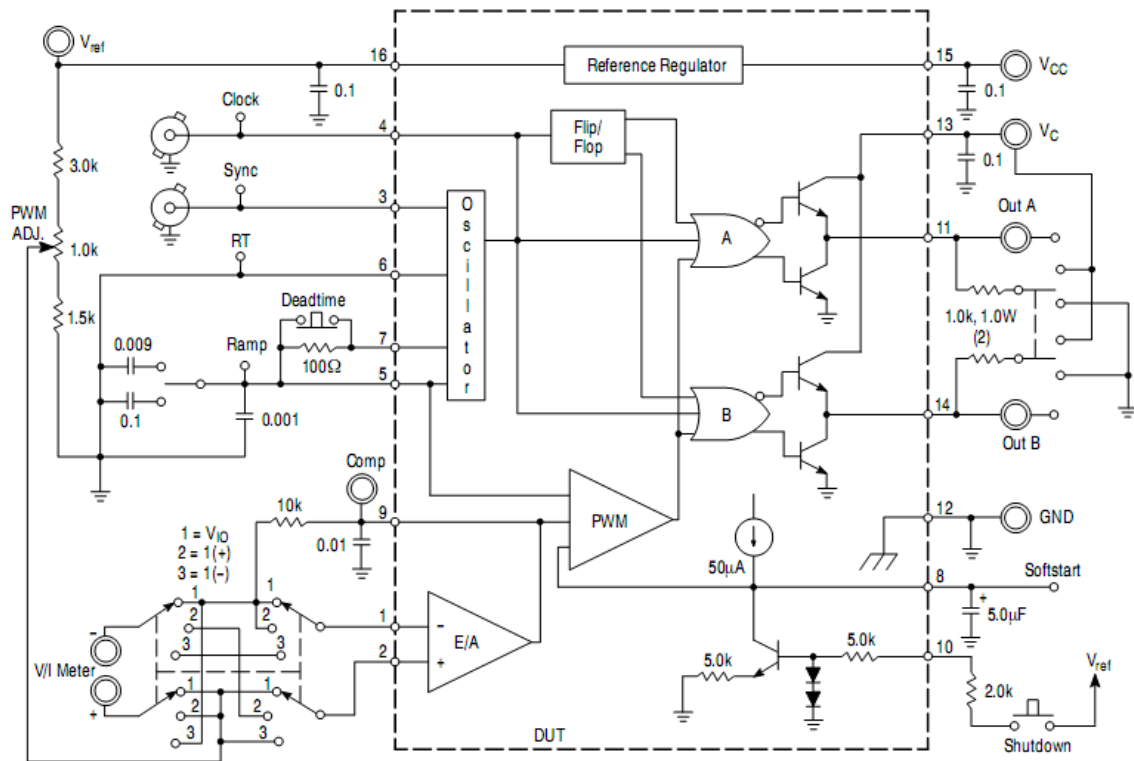 Vref
16
Reference Regulator
15
VCC
0.1
0.1
Clock
4
Flip/
Flop
13
VC
0.1
3.0k
Sync
3
Out A
PWM
ADJ.
1.0k
RT
Oscillator
A
11
6
1.5k
Deadtime
1.0k, 1.0W
(2)
0.009
Ramp
7
100Ω
5
0.1
0.001
B
14
Out B
Comp
10k
9
PWM
12
GND
0.01
1 = VIO
2 = 1(+)
3 = 1(−)
50µA
8
Softstart
1
1
+
5.0µF
2
2
1
−
E/A
-
3
3
2
+
5.0k
5.0k
10
Vref
V/I Meter
1
1
2.0k
+
2
2
3
3
DUT
Shutdown